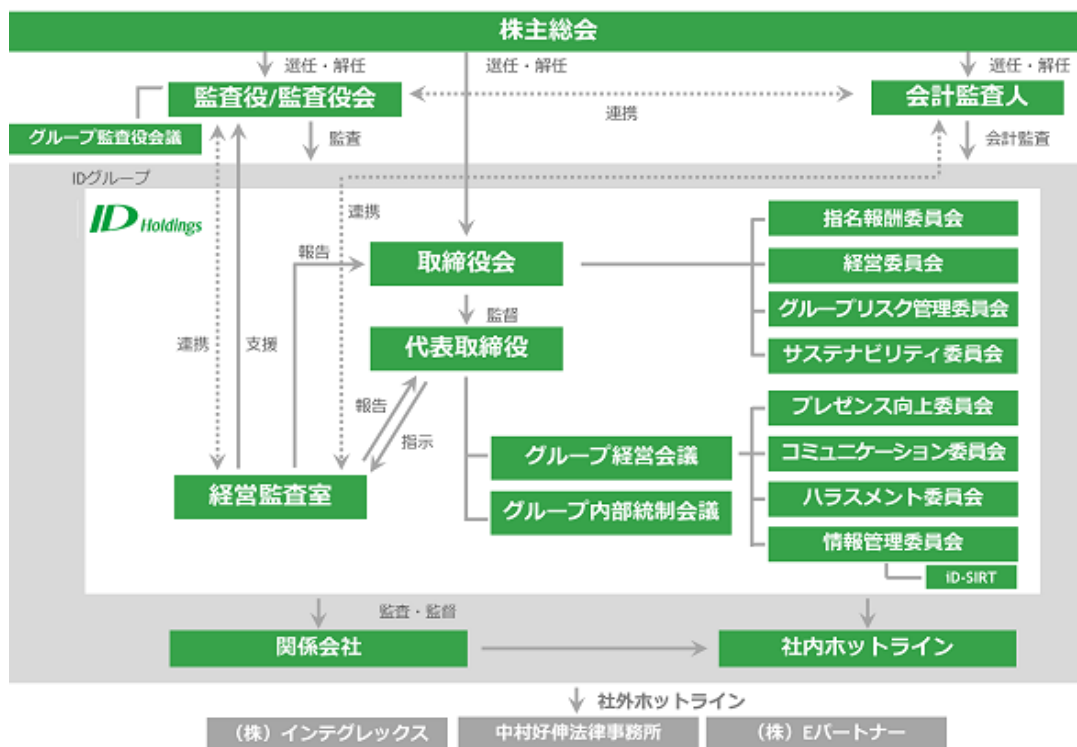 株主総会
選任・解任
選任・解任
選任・解任
監査役/監査役会
会計監査人
連携
グループ監査役会議
監査
会計監査
IDグループ
ID Holdings
連携
指名報酬委員会
報告
取締役会
経営委員会
グループリスク管理委員会
監督
連携
支援
代表取締役
サステナビリティ委員会
報告
指示
プレゼンス向上委員会
グループ経営会議
コミュニケーション委員会
経営監査室
ハラスメント委員会
グループ内部統制会議
情報管理委員会
iD-SIRT
監査・監督
関係会社
社内ホットライン
社外ホットライン
（株）インテグレックス
中村好伸法律事務所
（株）Eパートナー